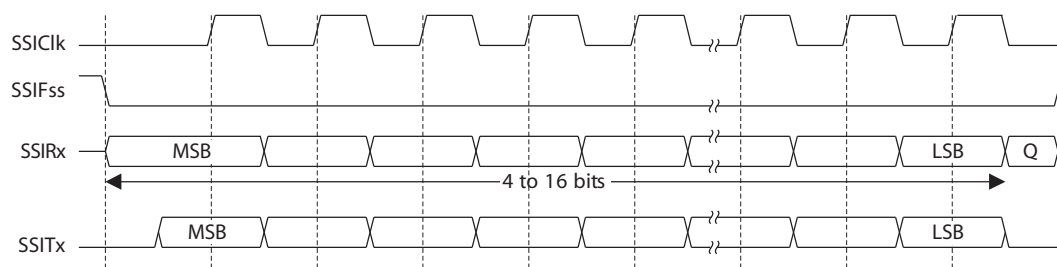 SSIClk
SSIFss
SSIRx MSB LSB Q
4 to 16 bits
SSITx MSB LSB